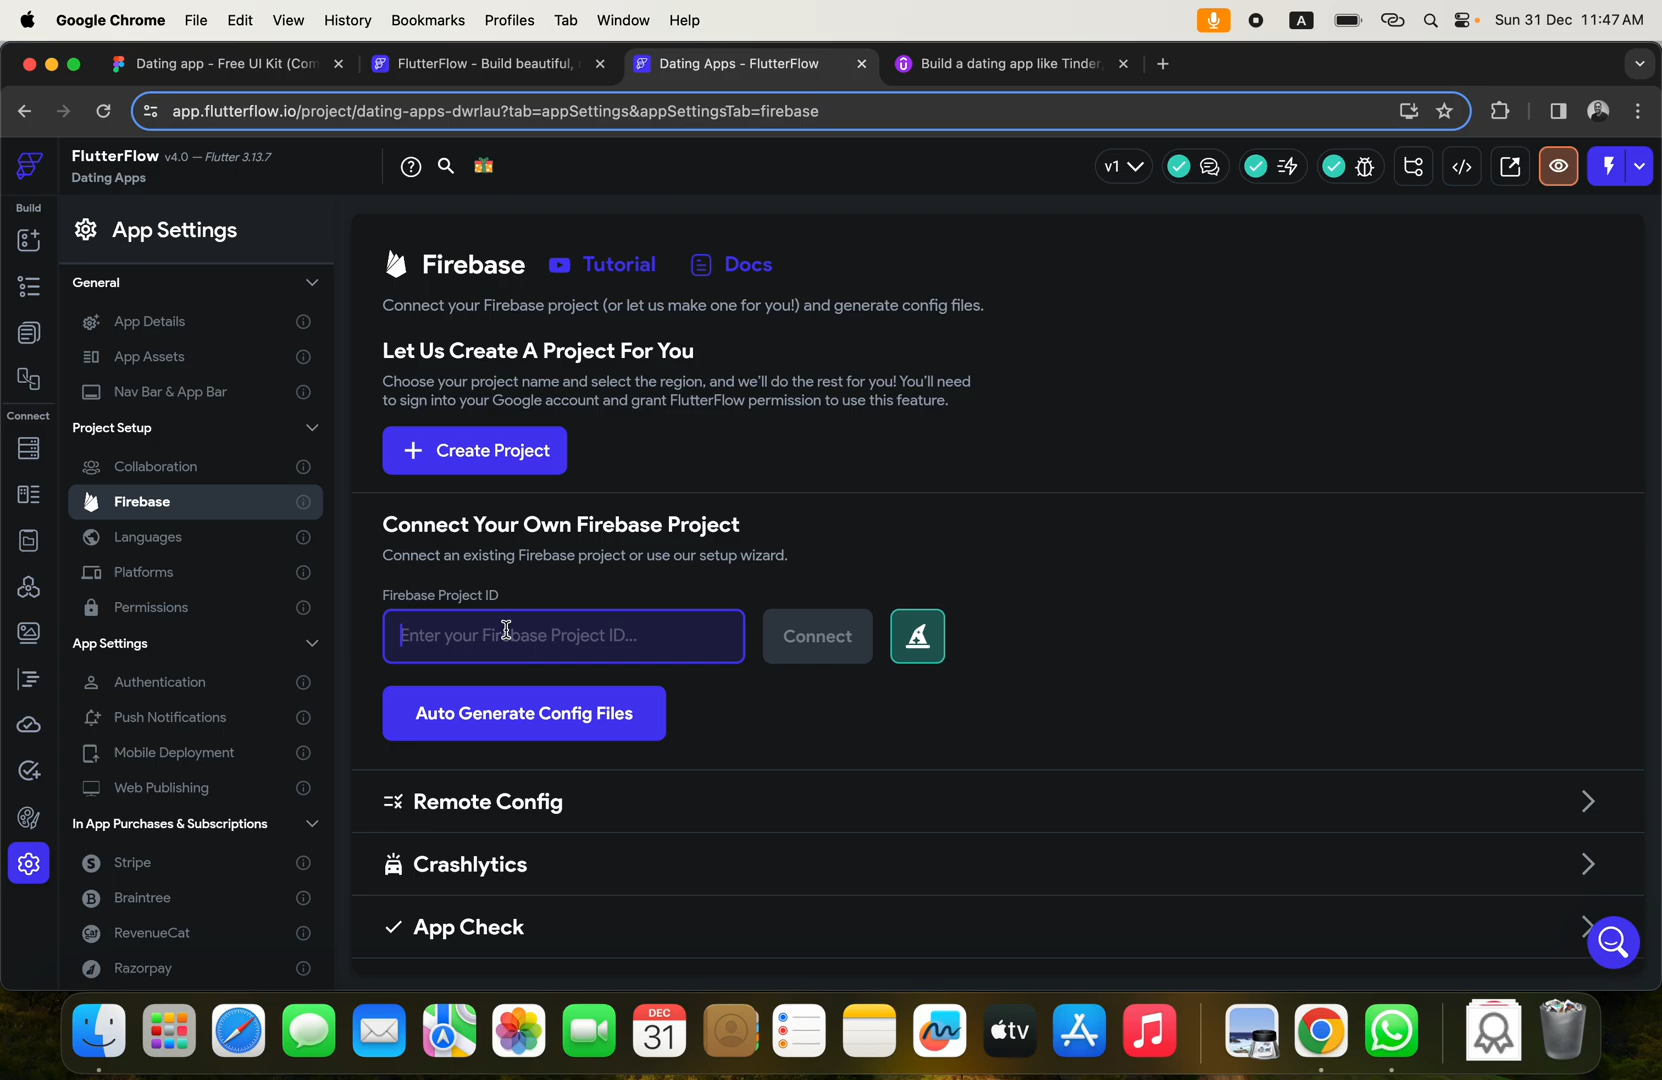 Google Chrome File Edit View History Bookmarks Profiles Tab Window Help A Sun 31 Dec 11:47 AM
Dating app - Free UI Kit (Com FlutterFlow - Build beautiful, Dating Apps - FlutterFlow Build a dating app like Tinder,
app.flutterflow.io/project/dating-apps-dwrlau?tab=appSettings&appSettingsTab=firebase
FlutterFlow v4.0 — Flutter 3.13.7
Dating Apps
v1
Build
App Settings
General
App Details
App Assets
Nav Bar & App Bar
Connect
Project Setup
Collaboration
Firebase
Languages
Platforms
Permissions
App Settings
Authentication
Push Notifications
Mobile Deployment
Web Publishing
In App Purchases & Subscriptions
Stripe
Braintree
RevenueCat
Razorpay
Firebase Tutorial Docs
Connect your Firebase project (or let us make one for you!) and generate config files.
Let Us Create A Project For You
Choose your project name and select the region, and we'll do the rest for you! You'll need
to sign into your Google account and grant FlutterFlow permission to use this feature.
+ Create Project
Connect Your Own Firebase Project
Connect an existing Firebase project or use our setup wizard.
Firebase Project ID
Enter your Firebase Project ID...
Connect
Auto Generate Config Files
Remote Config
Crashlytics
App Check
DEC
31
tv